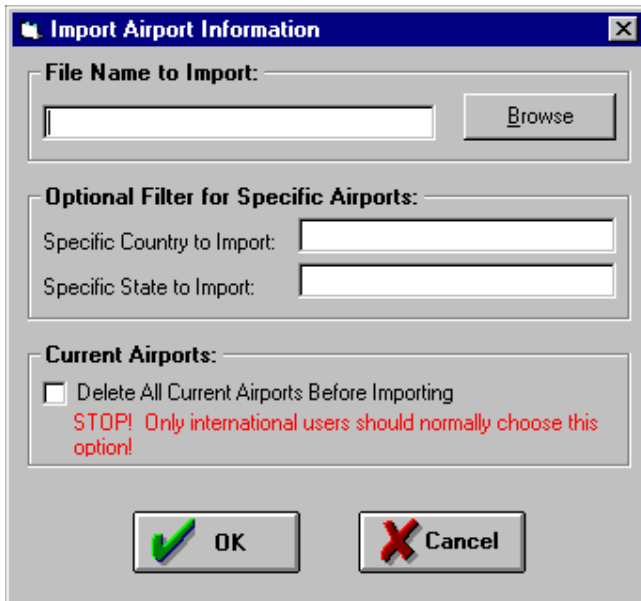 Import Airport Information
File Name to Import:
Browse
Optional Filter for Specific Airports:
Specific Country to Import:
Specific State to Import:
Current Airports:
Delete All Current Airports Before Importing
STOP! Only international users should normally choose this
option!
OK
Cancel